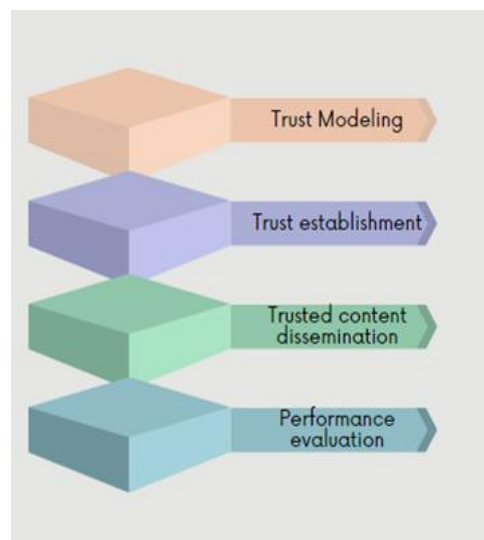 Trust Modeling
Trust establishment
Trusted content
dissemination
Performance
evaluation